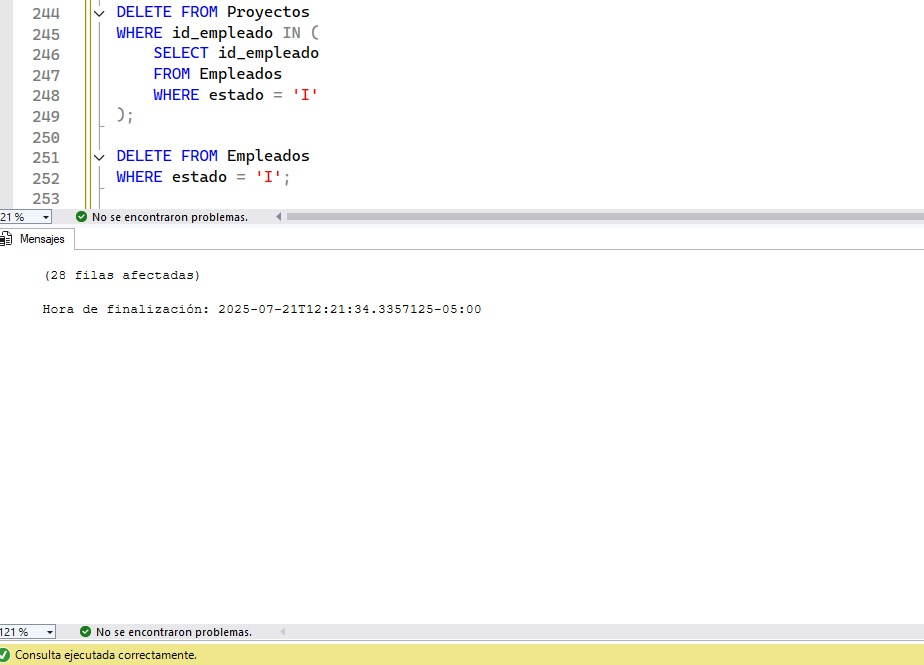 244 DELETE FROM Proyectos
245 WHERE id_empleado IN (
246 SELECT id_empleado
247 FROM Empleados
248 WHERE estado = 'I'
249 );
250
251 DELETE FROM Empleados
252 WHERE estado = 'I';
253
21 % No se encontraron problemas.
Mensajes
(28 filas afectadas)
Hora de finalización: 2025-07-21T12:21:34.3357125-05:00
121 % No se encontraron problemas.
Consulta ejecutada correctamente.